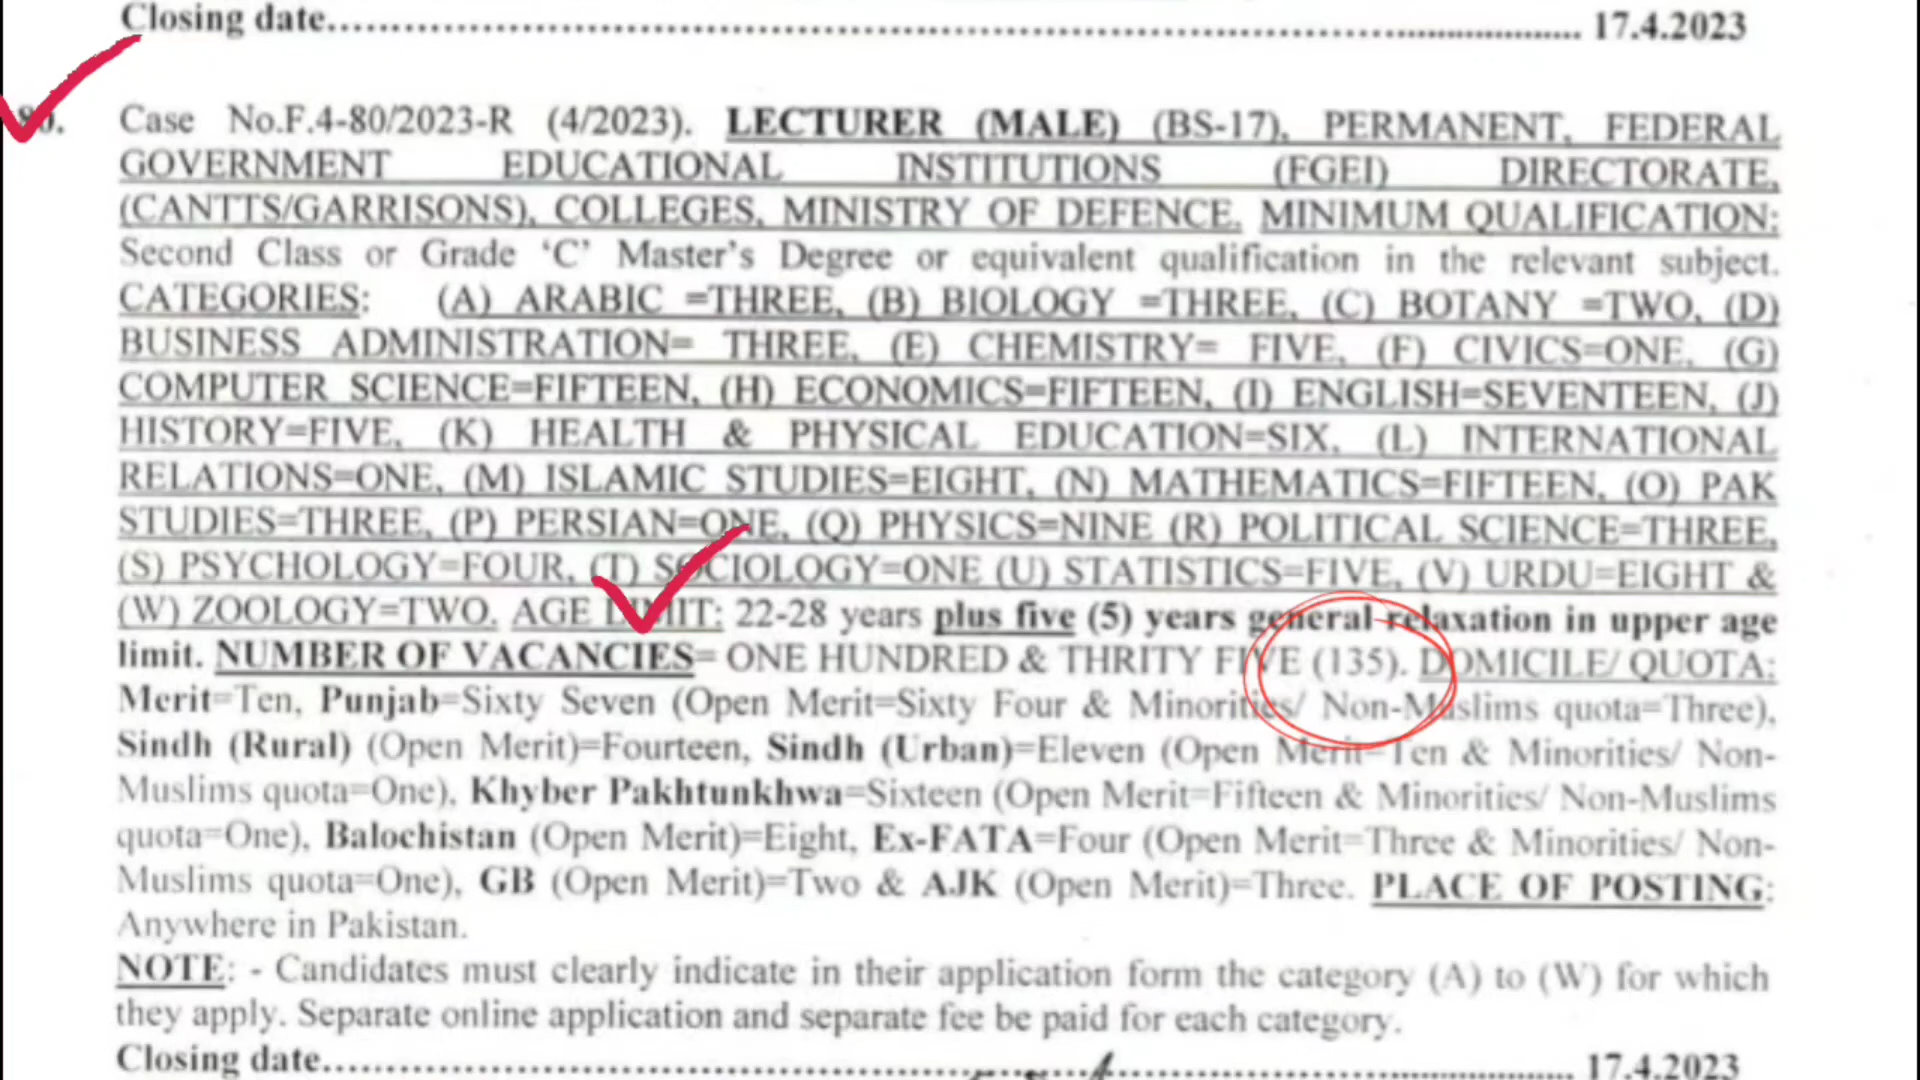 Closing date.......................................................................................................... 17.4.2023
80. Case No.F.4-80/2023-R (4/2023). LECTURER (MALE) (BS-17), PERMANENT, FEDERAL
GOVERNMENT EDUCATIONAL INSTITUTIONS (FGEI) DIRECTORATE,
(CANTTS/GARRISONS), COLLEGES, MINISTRY OF DEFENCE. MINIMUM QUALIFICATION:
Second Class or Grade ‘C’ Master’s Degree or equivalent qualification in the relevant subject.
CATEGORIES: (A) ARABIC =THREE, (B) BIOLOGY =THREE, (C) BOTANY =TWO, (D)
BUSINESS ADMINISTRATION= THREE, (E) CHEMISTRY= FIVE, (F) CIVICS=ONE, (G)
COMPUTER SCIENCE=FIFTEEN, (H) ECONOMICS=FIFTEEN, (I) ENGLISH=SEVENTEEN, (J)
HISTORY=FIVE, (K) HEALTH & PHYSICAL EDUCATION=SIX, (L) INTERNATIONAL
RELATIONS=ONE, (M) ISLAMIC STUDIES=EIGHT, (N) MATHEMATICS=FIFTEEN, (O) PAK
STUDIES=THREE, (P) PERSIAN=ONE, (Q) PHYSICS=NINE (R) POLITICAL SCIENCE=THREE,
(S) PSYCHOLOGY=FOUR, (T) SOCIOLOGY=ONE (U) STATISTICS=FIVE, (V) URDU=EIGHT &
(W) ZOOLOGY=TWO. AGE LIMIT: 22-28 years plus five (5) years general relaxation in upper age
limit. NUMBER OF VACANCIES= ONE HUNDRED & THRITY FIVE (135). DOMICILE/ QUOTA:
Merit=Ten, Punjab=Sixty Seven (Open Merit=Sixty Four & Minorities/ Non-Muslims quota=Three),
Sindh (Rural) (Open Merit)=Fourteen, Sindh (Urban)=Eleven (Open Merit=Ten & Minorities/ Non-
Muslims quota=One), Khyber Pakhtunkhwa=Sixteen (Open Merit=Fifteen & Minorities/ Non-Muslims
quota=One), Balochistan (Open Merit)=Eight, Ex-FATA=Four (Open Merit=Three & Minorities/ Non-
Muslims quota=One), GB (Open Merit)=Two & AJK (Open Merit)=Three. PLACE OF POSTING:
Anywhere in Pakistan.
NOTE: - Candidates must clearly indicate in their application form the category (A) to (W) for which
they apply. Separate online application and separate fee be paid for each category.
Closing date.......................................................................................................... 17.4.2023